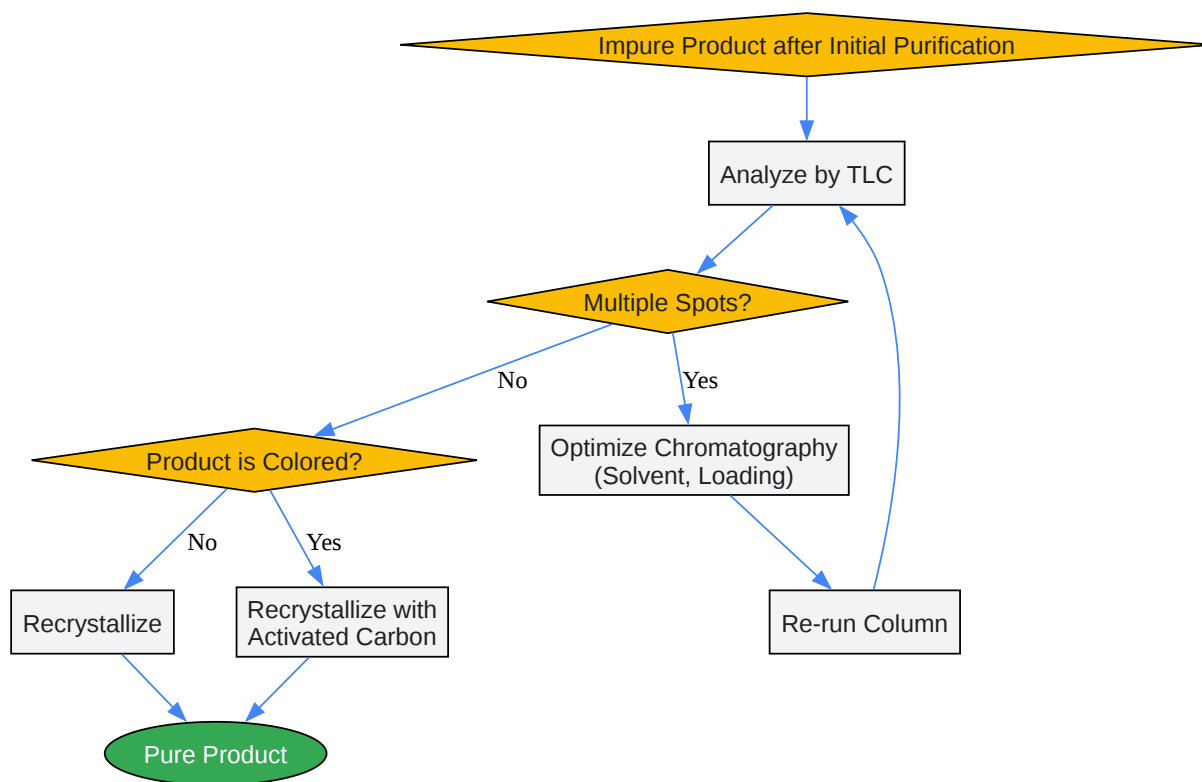 Impure Product after Initial Purification
Analyze by TLC
Multiple Spots?
No
Yes
Product is Colored?
Optimize Chromatography
(Solvent, Loading)
No
Yes
Recrystallize
Recrystallize with
Activated Carbon
Re-run Column
Pure Product